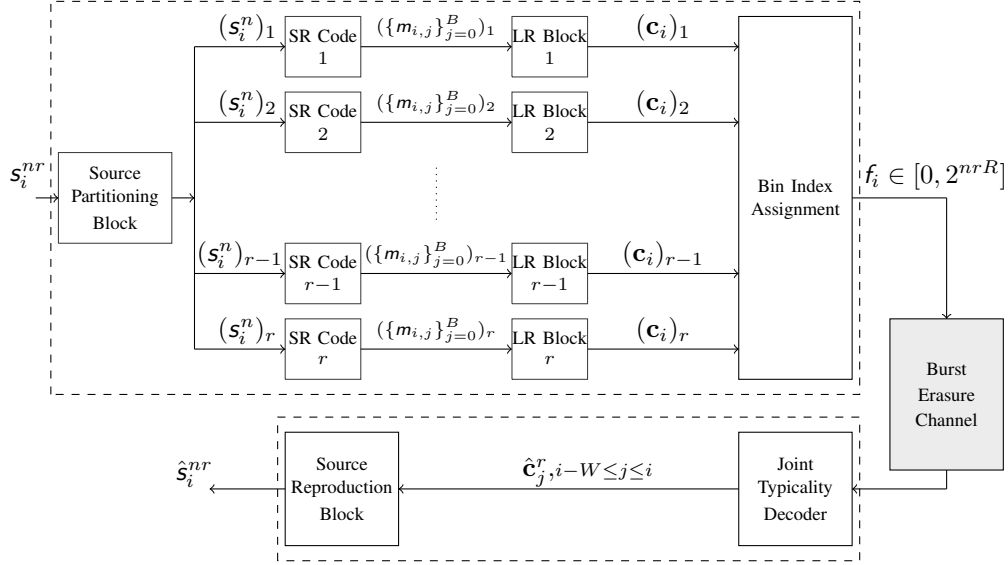 s_i^{nr}
Source
Partitioning
Block
(s_i^n)_1
SR Code
1
({m_{i,j}}_{j=0}^B)_1
LR Block
1
(c_i)_1
(s_i^n)_2
SR Code
2
({m_{i,j}}_{j=0}^B)_2
LR Block
2
(c_i)_2
(s_i^n)_{r−1}
SR Code
r−1
({m_{i,j}}_{j=0}^B)_{r−1}
LR Block
r−1
(c_i)_{r−1}
(s_i^n)_r
SR Code
r
({m_{i,j}}_{j=0}^B)_r
LR Block
r
(c_i)_r
Bin Index
Assignment
f_i ∈ [0, 2^{nrR}]
Burst
Erasure
Channel
Joint
Typicality
Decoder
ĉ_j^r, i−W≤j≤i
Source
Reproduction
Block
ŝ_i^{nr}